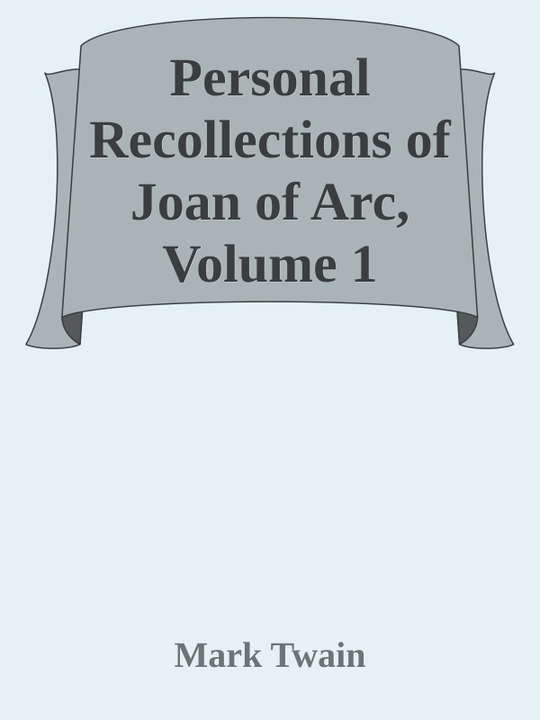 Personal
Recollections of
Joan of Arc,
Volume 1
Mark Twain